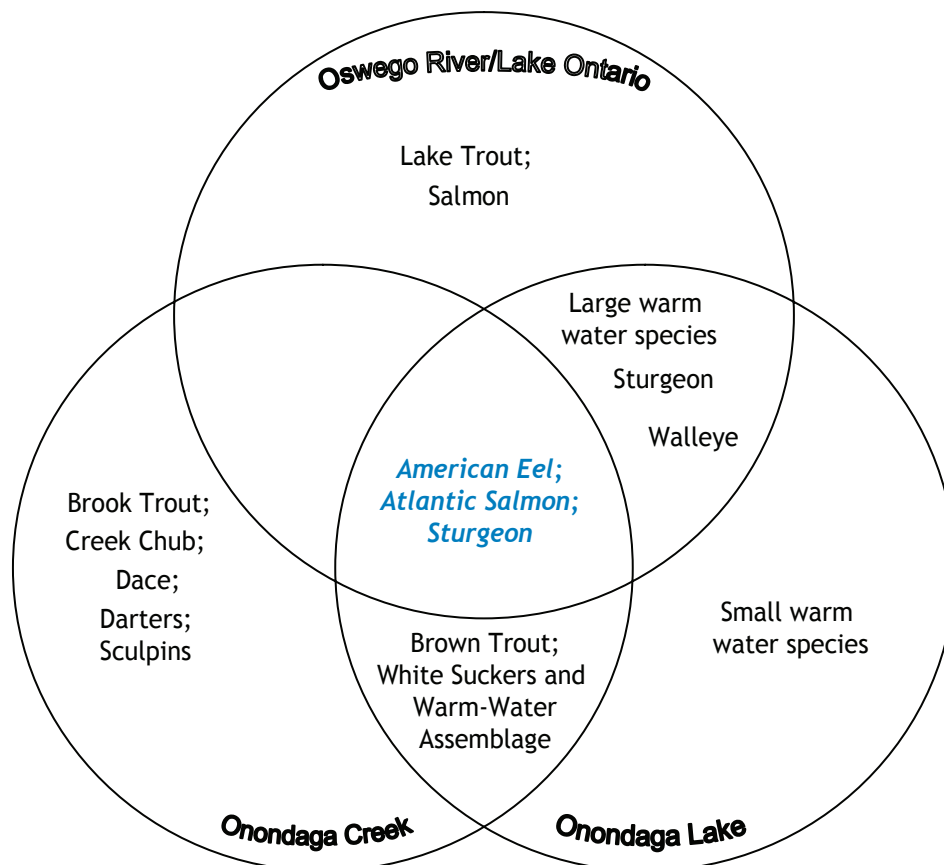 Oswego River/Lake Ontario
Lake Trout;
Salmon
Large warm
water species
Sturgeon
Walleye
American Eel;
Atlantic Salmon;
Sturgeon
Brook Trout;
Creek Chub;
Dace;
Darters;
Sculpins
Small warm
water species
Brown Trout;
White Suckers and
Warm-Water
Assemblage
Onondaga Creek
Onondaga Lake